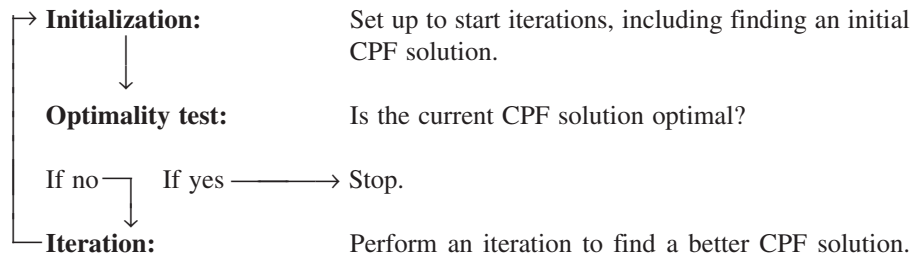 Initialization: Set up to start iterations, including finding an initial
CPF solution.
Optimality test: Is the current CPF solution optimal?
If no If yes Stop.
Iteration: Perform an iteration to find a better CPF solution.